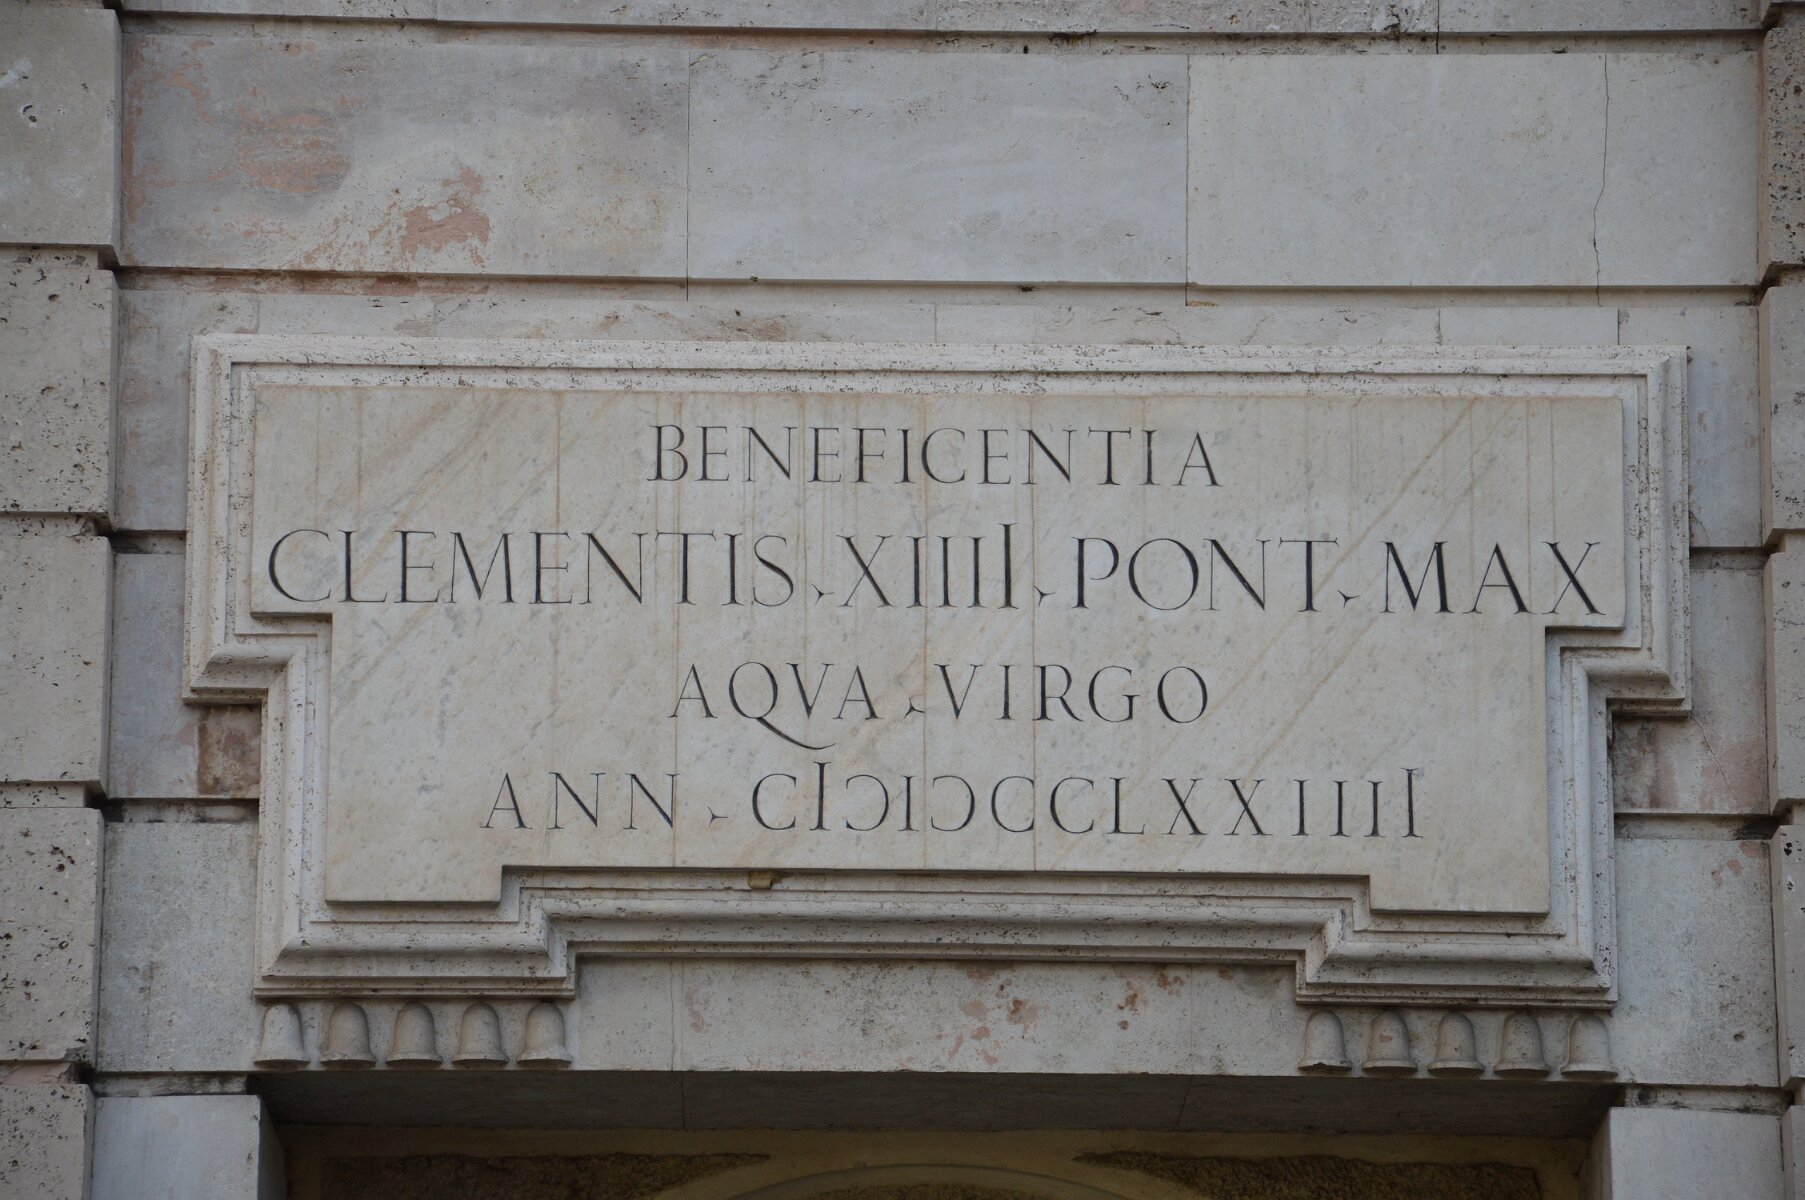 BENEFICENTIA
CLEMENTIS · XIIII · PONT · MAX
AQVA · VIRGO
ANN · CIↃIↃCCLXXIIII